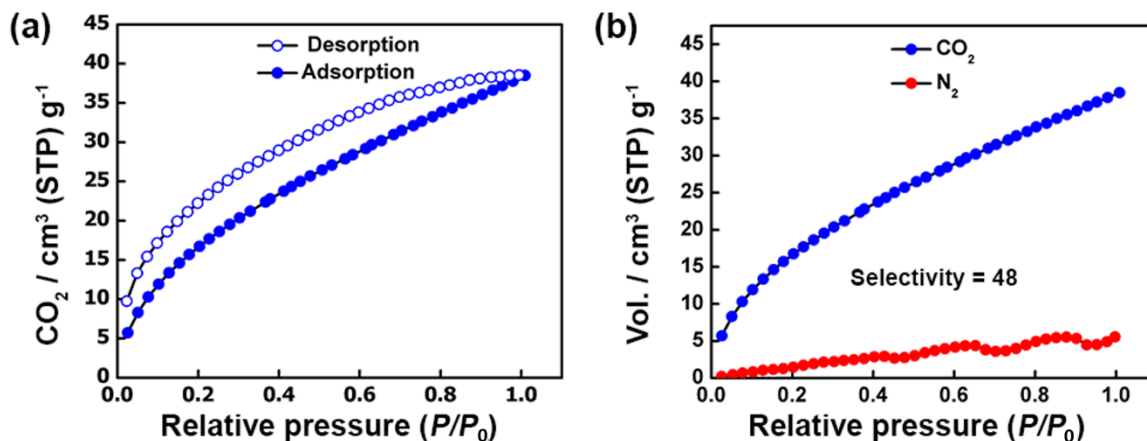 (a)
45
40
35
30
25
20
15
10
5
0
CO₂ / cm³ (STP) g⁻¹
Desorption
Adsorption
0.0 0.2 0.4 0.6 0.8 1.0
Relative pressure (P/P₀)
(b)
45
40
35
30
25
20
15
10
5
0
Vol. / cm³ (STP) g⁻¹
CO₂
N₂
Selectivity = 48
0.0 0.2 0.4 0.6 0.8 1.0
Relative pressure (P/P₀)